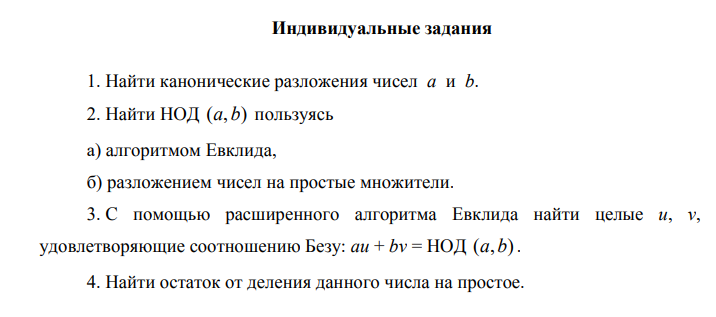 Индивидуальные задания
1. Найти канонические разложения чисел a и b.
2. Найти НОД (a,b) пользуясь
а) алгоритмом Евклида,
б) разложением чисел на простые множители.
3. С помощью расширенного алгоритма Евклида найти целые u, v,
удовлетворяющие соотношению Безу: au + bv = НОД (a,b).
4. Найти остаток от деления данного числа на простое.